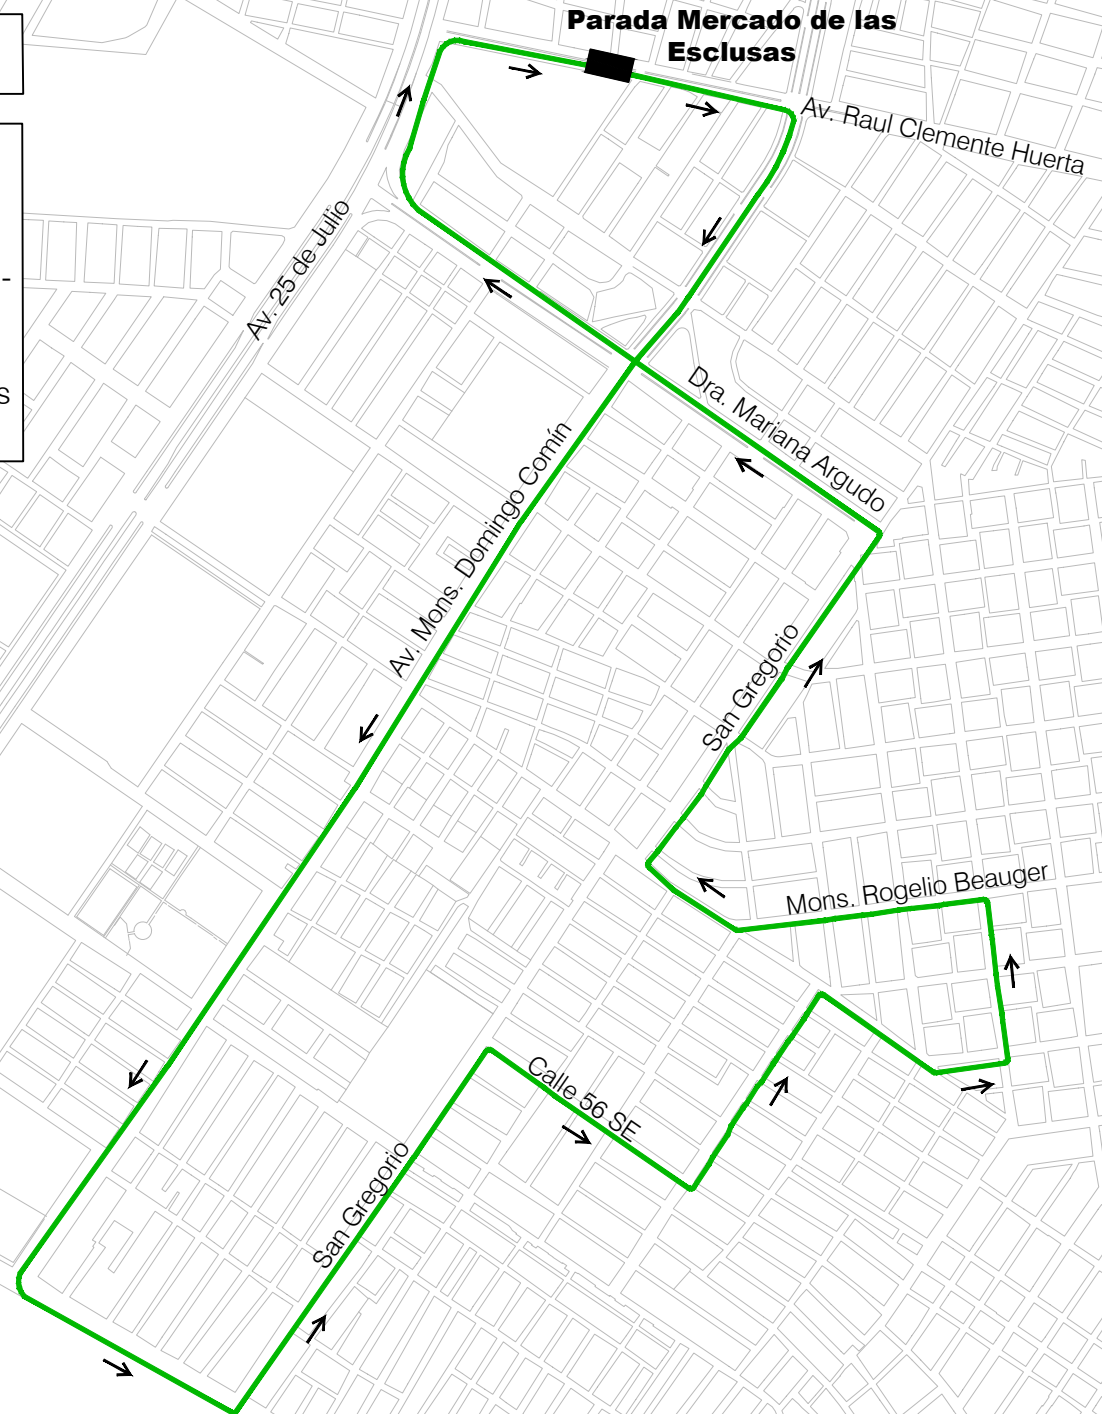 Parada Mercado de las
Esclusas
Av. Raul Clemente Huerta
Av. 25 de Julio
-
s
Dra. Mariana Argudo
Av. Mons. Domingo Comín
San Gregorio
Mons. Rogelio Beauger
Calle 56 SE
San Gregorio